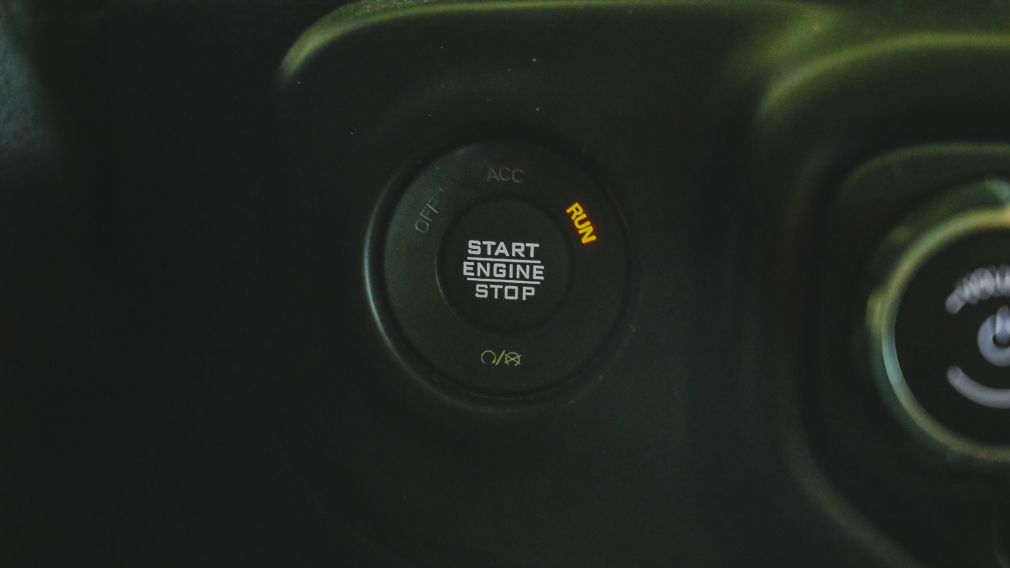 ACC
OFF
RUN
START
ENGINE
STOP